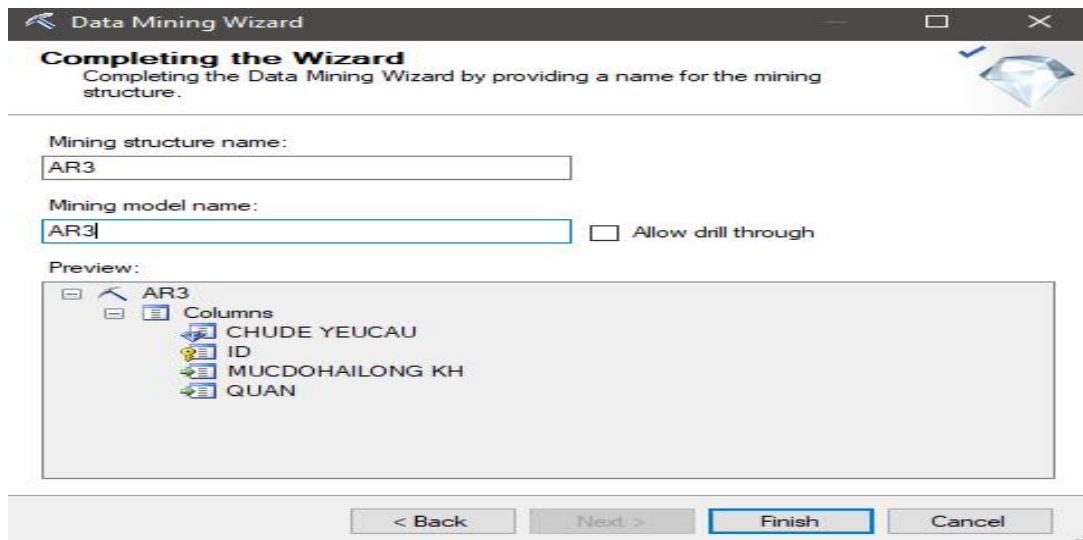 Data Mining Wizard
Completing the Wizard
Completing the Data Mining Wizard by providing a name for the mining
structure.
Mining structure name:
AR3
Mining model name:
AR3
Allow drill through
Preview:
AR3
Columns
CHUDE YEUCAU
ID
MUCDOHAILONG KH
QUAN
< Back
Next >
Finish
Cancel